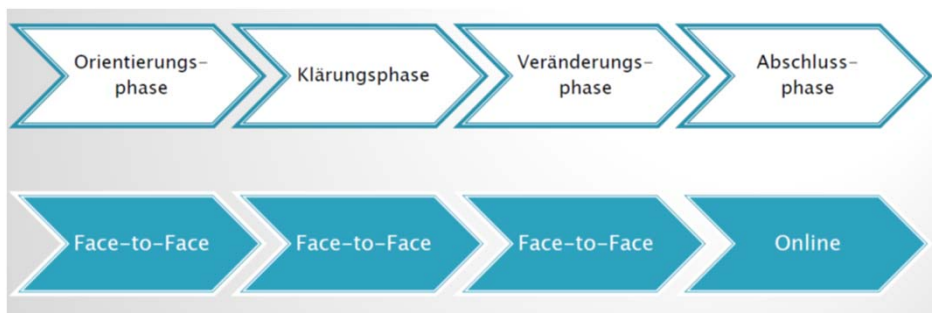 Orientierungs-
phase
Klärungsphase
Veränderungs-
phase
Abschluss-
phase
Face-to-Face
Face-to-Face
Face-to-Face
Online